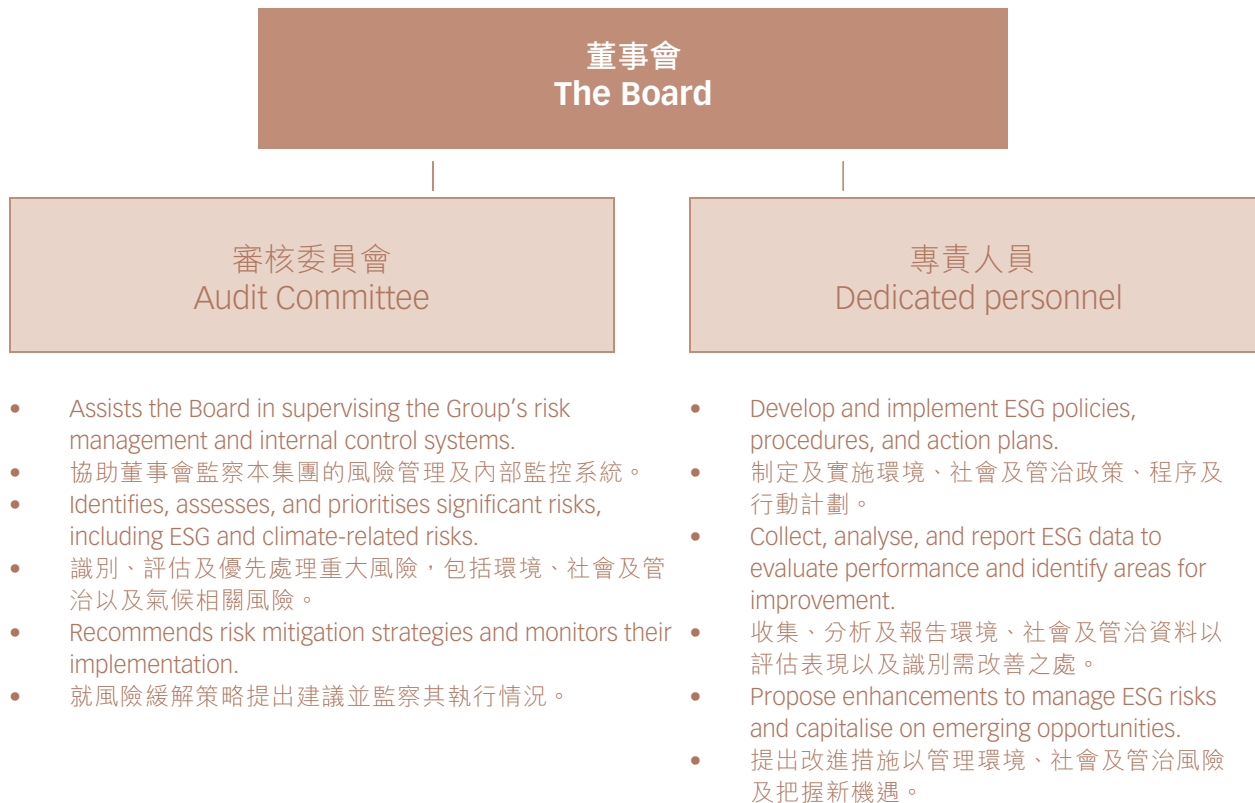 董事會
The Board
審核委員會
Audit Committee
• Assists the Board in supervising the Group’s risk
management and internal control systems.
• 協助董事會監察本集團的風險管理及內部監控系統。
• Identifies, assesses, and prioritises significant risks,
including ESG and climate-related risks.
• 識別、評估及優先處理重大風險，包括環境、社會及管
治以及氣候相關風險。
• Recommends risk mitigation strategies and monitors their
implementation.
• 就風險緩解策略提出建議並監察其執行情況。
專責人員
Dedicated personnel
• Develop and implement ESG policies,
procedures, and action plans.
• 制定及實施環境、社會及管治政策、程序及
行動計劃。
• Collect, analyse, and report ESG data to
evaluate performance and identify areas for
improvement.
• 收集、分析及報告環境、社會及管治資料以
評估表現以及識別需改善之處。
• Propose enhancements to manage ESG risks
and capitalise on emerging opportunities.
• 提出改進措施以管理環境、社會及管治風險
及把握新機遇。